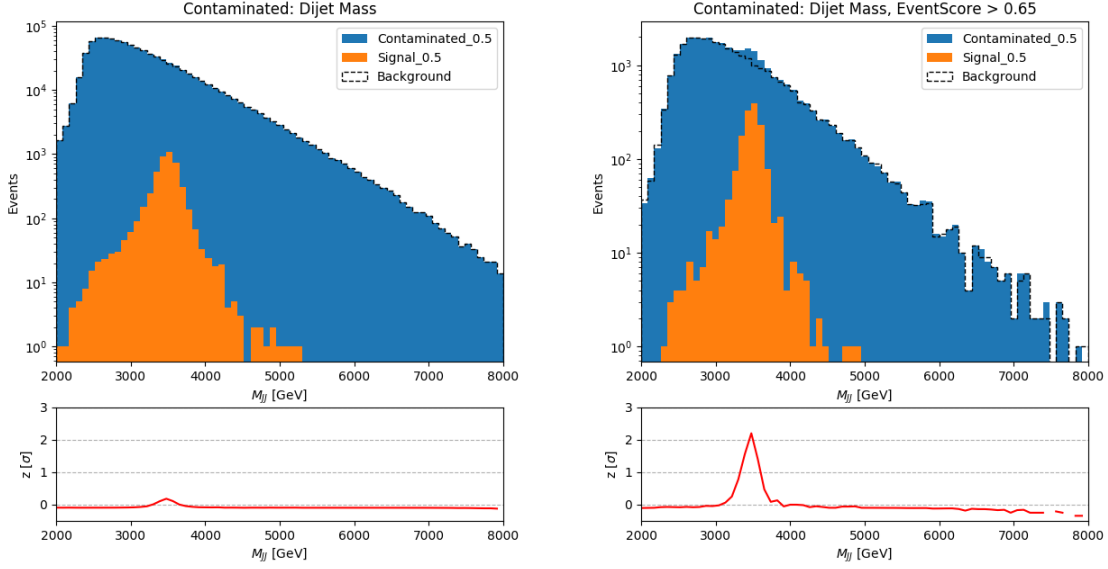 Contaminated: Dijet Mass
10^5
10^4
10^3
10^2
10^1
10^0
Events
Contaminated_0.5
Signal_0.5
Background
2000 3000 4000 5000 6000 7000 8000
M_JJ [GeV]
3
2
1
0
z [σ]
2000 3000 4000 5000 6000 7000 8000
M_JJ [GeV]
Contaminated: Dijet Mass, EventScore > 0.65
10^3
10^2
10^1
10^0
Events
Contaminated_0.5
Signal_0.5
Background
2000 3000 4000 5000 6000 7000 8000
M_JJ [GeV]
3
2
1
0
z [σ]
2000 3000 4000 5000 6000 7000 8000
M_JJ [GeV]